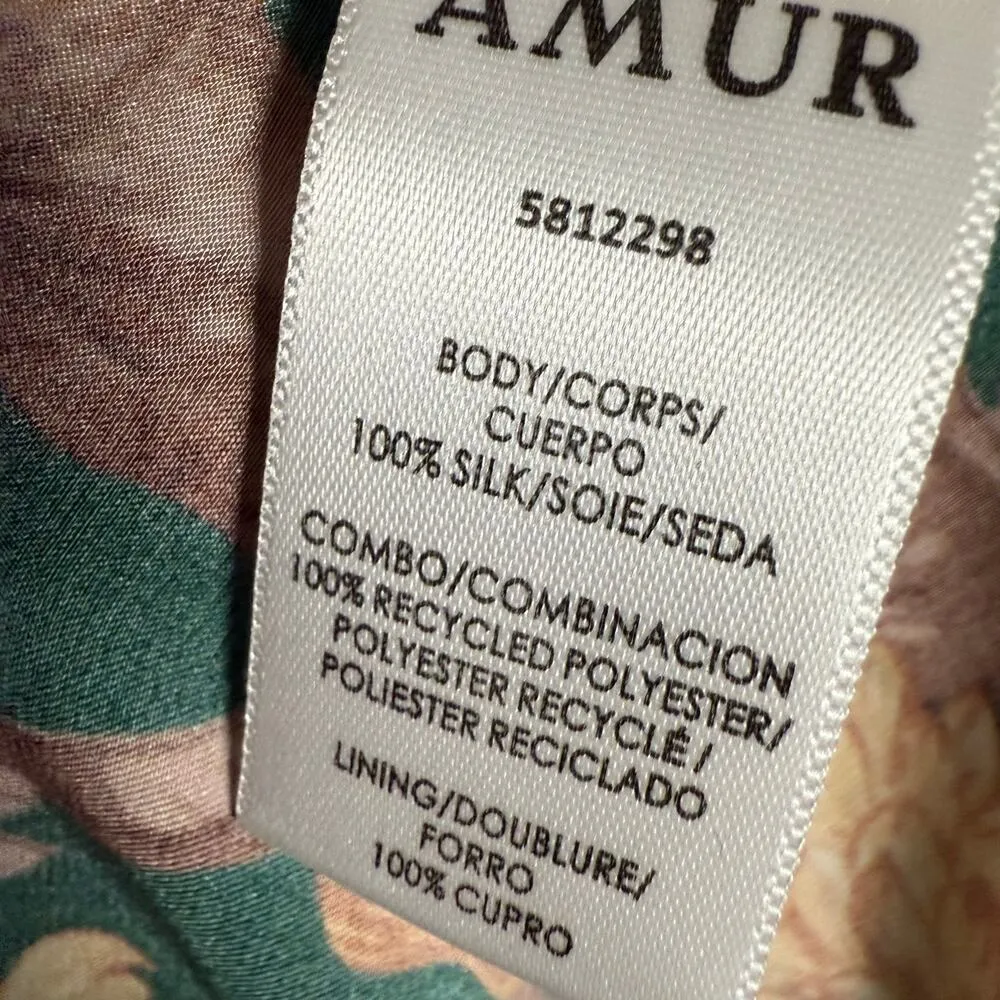 AMUR
5812298
BODY/CORPS/
CUERPO
100% SILK/SOIE/SEDA
COMBO/COMBINACION
100% RECYCLED POLYESTER/
POLYESTER RECYCLÉ/
POLIESTER RECICLADO
LINING/DOUBLURE/
FORRO
100% CUPRO